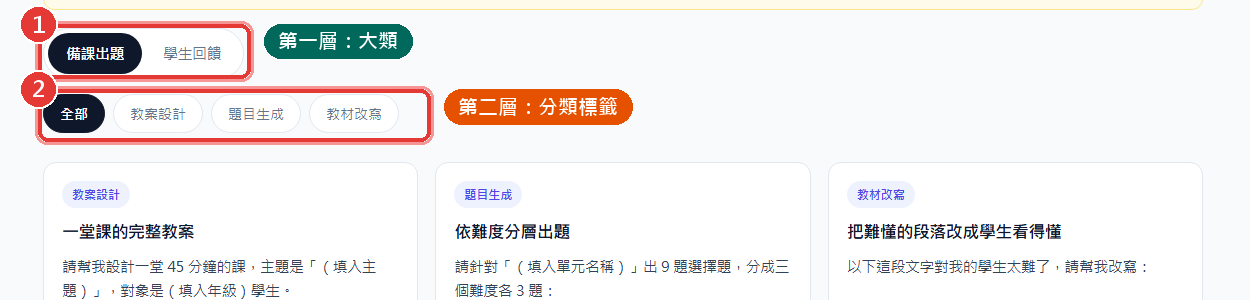 1
備課出題 學生回饋 第一層：大類
2
全部 教案設計 題目生成 教材改寫 第二層：分類標籤
教案設計
一堂課的完整教案
請幫我設計一堂 45 分鐘的課，主題是「（填入主
題）」，對象是（填入年級）學生。
題目生成
依難度分層出題
請針對「（填入單元名稱）」出 9 題選擇題，分成三
個難度各 3 題：
教材改寫
把難懂的段落改成學生看得懂
以下這段文字對我的學生太難了，請幫我改寫：